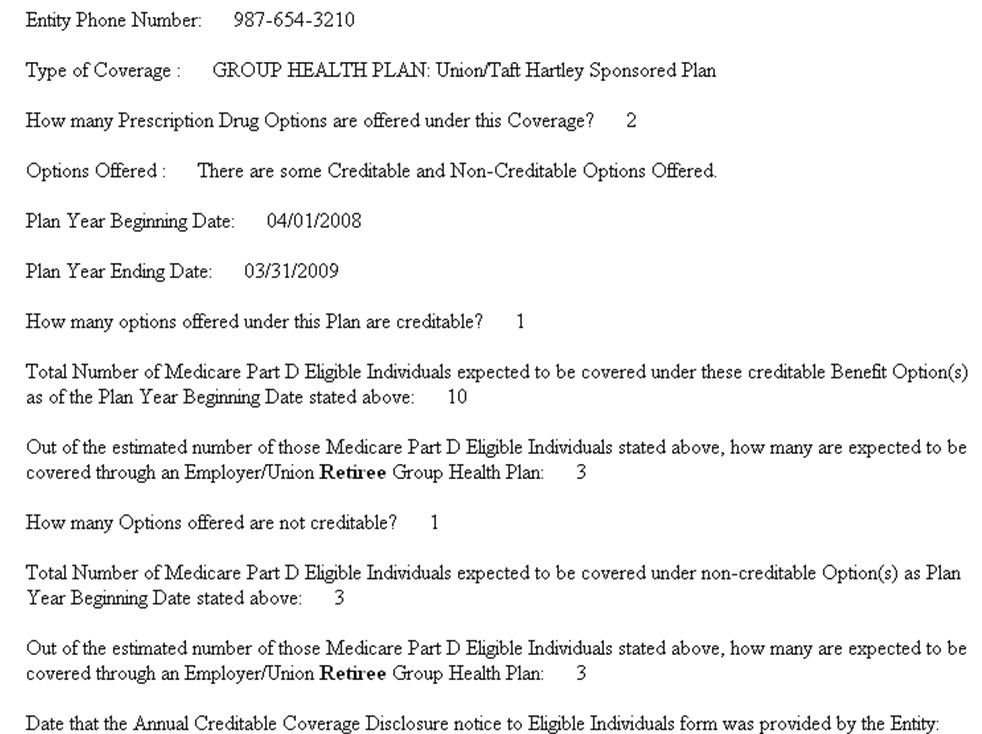 Entity Phone Number: 987-654-3210
Type of Coverage : GROUP HEALTH PLAN: Union/Taft Hartley Sponsored Plan
How many Prescription Drug Options are offered under this Coverage? 2
Options Offered : There are some Creditable and Non-Creditable Options Offered.
Plan Year Beginning Date: 04/01/2008
Plan Year Ending Date: 03/31/2009
How many options offered under this Plan are creditable? 1
Total Number of Medicare Part D Eligible Individuals expected to be covered under these creditable Benefit Option(s)
as of the Plan Year Beginning Date stated above: 10
Out of the estimated number of those Medicare Part D Eligible Individuals stated above, how many are expected to be
covered through an Employer/Union Retiree Group Health Plan: 3
How many Options offered are not creditable? 1
Total Number of Medicare Part D Eligible Individuals expected to be covered under non-creditable Option(s) as Plan
Year Beginning Date stated above: 3
Out of the estimated number of those Medicare Part D Eligible Individuals stated above, how many are expected to be
covered through an Employer/Union Retiree Group Health Plan: 3
Date that the Annual Creditable Coverage Disclosure notice to Eligible Individuals form was provided by the Entity: